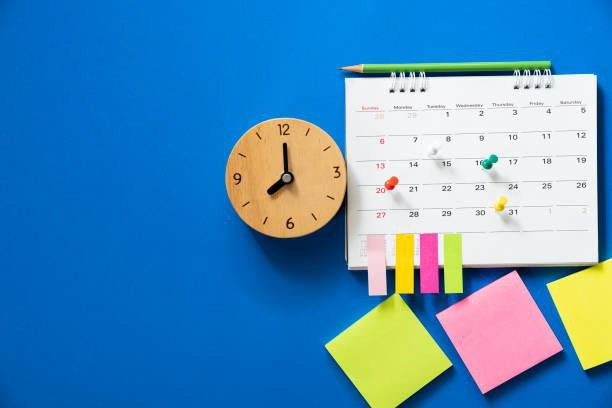 12
9
3
6
Sunday Monday Tuesday Wednesday Thursday Friday Saturday
28 29 1 2 3 4 5
6 7 8 9 10 11 12
13 14 15 16 17 18 19
20 21 22 23 24 25 26
27 28 29 30 31 1 2